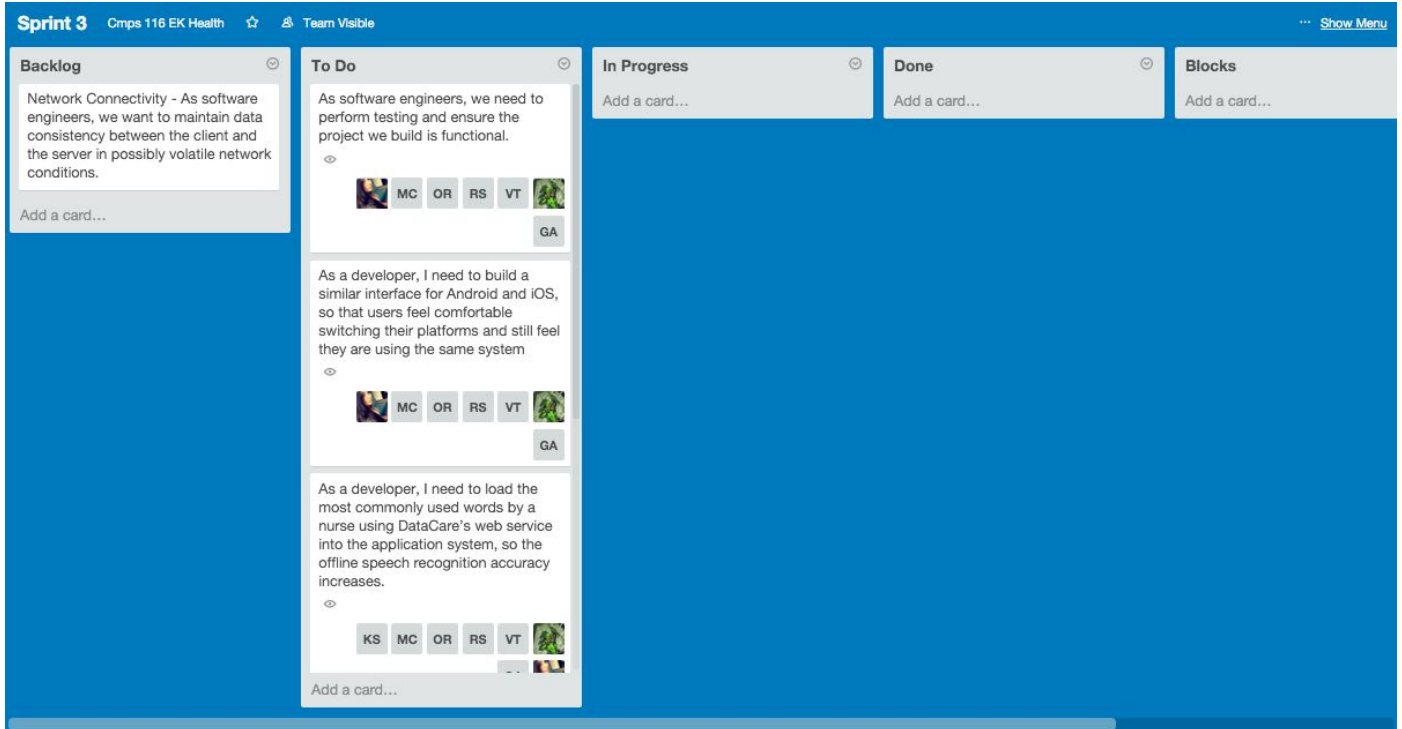 Sprint 3 Cmps 116 EK Health Team Visible ... Show Menu
Backlog
Network Connectivity - As software
engineers, we want to maintain data
consistency between the client and
the server in possibly volatile network
conditions.
Add a card...
To Do
As software engineers, we need to
perform testing and ensure the
project we build is functional.
MC OR RS VT
GA
As a developer, I need to build a
similar interface for Android and iOS,
so that users feel comfortable
switching their platforms and still feel
they are using the same system
MC OR RS VT
GA
As a developer, I need to load the
most commonly used words by a
nurse using DataCare's web service
into the application system, so the
offline speech recognition accuracy
increases.
KS MC OR RS VT
Add a card...
In Progress
Add a card...
Done
Add a card...
Blocks
Add a card...